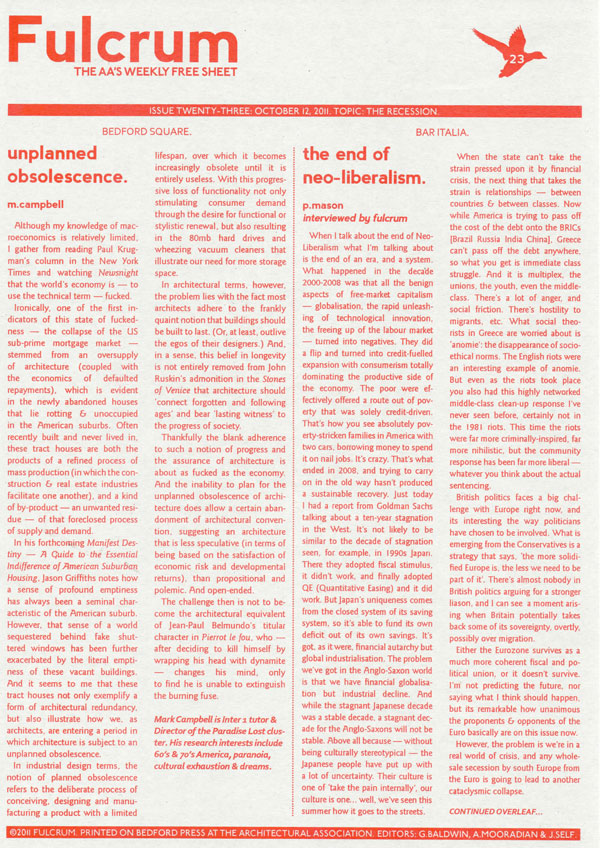 Fulcrum
THE AA'S WEEKLY FREE SHEET
23
ISSUE TWENTY-THREE: OCTOBER 12, 2011. TOPIC: THE RECESSION.
BEDFORD SQUARE.
unplanned
obsolescence.
m.campbell
Although my knowledge of mac-
roeconomics is relatively limited,
I gather from reading Paul Krug-
man's column in the New York
Times and watching Newsnight
that the world's economy is — to
use the technical term — fucked.
Ironically, one of the first in-
dicators of this state of fucked-
ness — the collapse of the US
sub-prime mortgage market —
stemmed from an oversupply
of architecture (coupled with
the economics of defaulted
repayments), which is evident
in the newly abandoned houses
that lie rotting & unoccupied
in the American suburbs. Often
recently built and never lived in,
these tract houses are both the
products of a refined process of
mass production (in which the con-
struction & real estate industries
facilitate one another), and a kind
of by-product — an unwanted resi-
due — of that foreclosed process
of supply and demand.
In his forthcoming Manifest Des-
tiny — A Guide to the Essential
Indifference of American Suburban
Housing, Jason Griffiths notes how
a sense of profound emptiness
has always been a seminal char-
acteristic of the American suburb.
However, that sense of a world
sequestered behind fake shut-
tered windows has been further
exacerbated by the literal empti-
ness of these vacant buildings.
And it seems to me that these
tract houses not only exemplify a
form of architectural redundancy,
but also illustrate how we, as
architects, are entering a period in
which architecture is subject to an
unplanned obsolescence.
In industrial design terms, the
notion of planned obsolescence
refers to the deliberate process of
conceiving, designing and manu-
facturing a product with a limited
lifespan, over which it becomes
increasingly obsolete until it is
entirely useless. With this progres-
sive loss of functionality not only
stimulating consumer demand
through the desire for functional or
stylistic renewal, but also resulting
in the 80mb hard drives and
wheezing vacuum cleaners that
illustrate our need for more storage
space.
In architectural terms, however,
the problem lies with the fact most
architects adhere to the frankly
quaint notion that buildings should
be built to last. (Or, at least, outlive
the egos of their designers.) And,
in a sense, this belief in longevity
is not entirely removed from John
Ruskin's admonition in the Stones
of Venice that architecture should
'connect forgotten and following
ages' and bear 'lasting witness' to
the progress of society.
Thankfully the blank adherence
to such a notion of progress and
the assurance of architecture is
about as fucked as the economy.
And the inability to plan for the
unplanned obsolescence of archi-
tecture does allow a certain aban-
donment of architectural conven-
tion, suggesting an architecture
that is less speculative (in terms of
being based on the satisfaction of
economic risk and developmental
returns), than propositional and
polemic. And open-ended.
The challenge then is not to be-
come the architectural equivalent
of Jean-Paul Belmundo's titular
character in Pierrot le fou, who —
after deciding to kill himself by
wrapping his head with dynamite
— changes his mind, only
to find he is unable to extinguish
the burning fuse.
Mark Campbell is Inter 1 tutor &
Director of the Paradise Lost clus-
ter. His research interests include
60's & 70's America, paranoia,
cultural exhaustion & dreams.
BAR ITALIA.
the end of
neo-liberalism.
p.mason
interviewed by fulcrum
When I talk about the end of Neo-
Liberalism what I'm talking about
is the end of an era, and a system.
What happened in the decade
2000-2008 was that all the benign
aspects of free-market capitalism
— globalisation, the rapid unleash-
ing of technological innovation,
the freeing up of the labour market
— turned into negatives. They did
a flip and turned into credit-fuelled
expansion with consumerism totally
dominating the productive side of
the economy. The poor were ef-
fectively offered a route out of pov-
erty that was solely credit-driven.
That's how you see absolutely pov-
erty-stricken families in America with
two cars, borrowing money to spend
on nail jobs. It's crazy. That's what
ended in 2008, and trying to carry
on in the old way hasn't produced
a sustainable recovery. Just today
I had a report from Goldman Sachs
talking about a ten-year stagnation
in the West. It's not likely to be
similar to the decade of stagnation
seen, for example, in 1990s Japan.
There they adopted fiscal stimulus,
it didn't work, and finally adopted
QE (Quantitative Easing) and it did
work. But Japan's uniqueness comes
from the closed system of its saving
system, so it's able to fund its own
deficit out of its own savings. It's
got, as it were, financial autarchy but
global industrialisation. The problem
we've got in the Anglo-Saxon world
is that we have financial globalisa-
tion but industrial decline. And
while the stagnant Japanese decade
was a stable decade, a stagnant dec-
ade for the Anglo-Saxons will not be
stable. Above all because — without
being culturally stereotypical — the
Japanese people have put up with
a lot of uncertainty. Their culture is
one of 'take the pain internally', our
culture is one... well, we've seen this
summer how it goes to the streets.
When the state can't take the
strain pressed upon it by financial
crisis, the next thing that takes the
strain is relationships — between
countries & between classes. Now
while America is trying to pass off
the cost of the debt onto the BRICs
[Brazil Russia India China], Greece
can't pass off the debt anywhere,
so what you get is immediate class
struggle. And it is multiplex, the
unions, the youth, even the middle-
class. There's a lot of anger, and
social friction. There's hostility to
migrants, etc. What social theo-
rists in Greece are worried about is
'anomie': the disappearance of socio-
ethical norms. The English riots were
an interesting example of anomie.
But even as the riots took place
you also had this highly networked
middle-class clean-up response I've
never seen before, certainly not in
the 1981 riots. This time the riots
were far more criminally-inspired, far
more nihilistic, but the community
response has been far more liberal —
whatever you think about the actual
sentencing.
British politics faces a big chal-
lenge with Europe right now, and
its interesting the way politicians
have chosen to be involved. What is
emerging from the Conservatives is a
strategy that says, 'the more solidi-
fied Europe is, the less we need to be
part of it'. There's almost nobody in
British politics arguing for a stronger
liason, and I can see a moment aris-
ing when Britain potentially takes
back some of its sovereignty, overtly,
possibly over migration.
Either the Eurozone survives as a
much more coherent fiscal and po-
litical union, or it doesn't survive.
I'm not predicting the future, nor
saying what I think should happen,
but its remarkable how unanimous
the proponents & opponents of the
Euro basically are on this issue now.
However, the problem is we're in a
real world of crisis, and any whole-
sale secession by south Europe from
the Euro is going to lead to another
cataclysmic collapse.
CONTINUED OVERLEAF...
©2011 FULCRUM. PRINTED ON BEDFORD PRESS AT THE ARCHITECTURAL ASSOCIATION. EDITORS: G.BALDWIN, A.MOORADIAN & J.SELF.